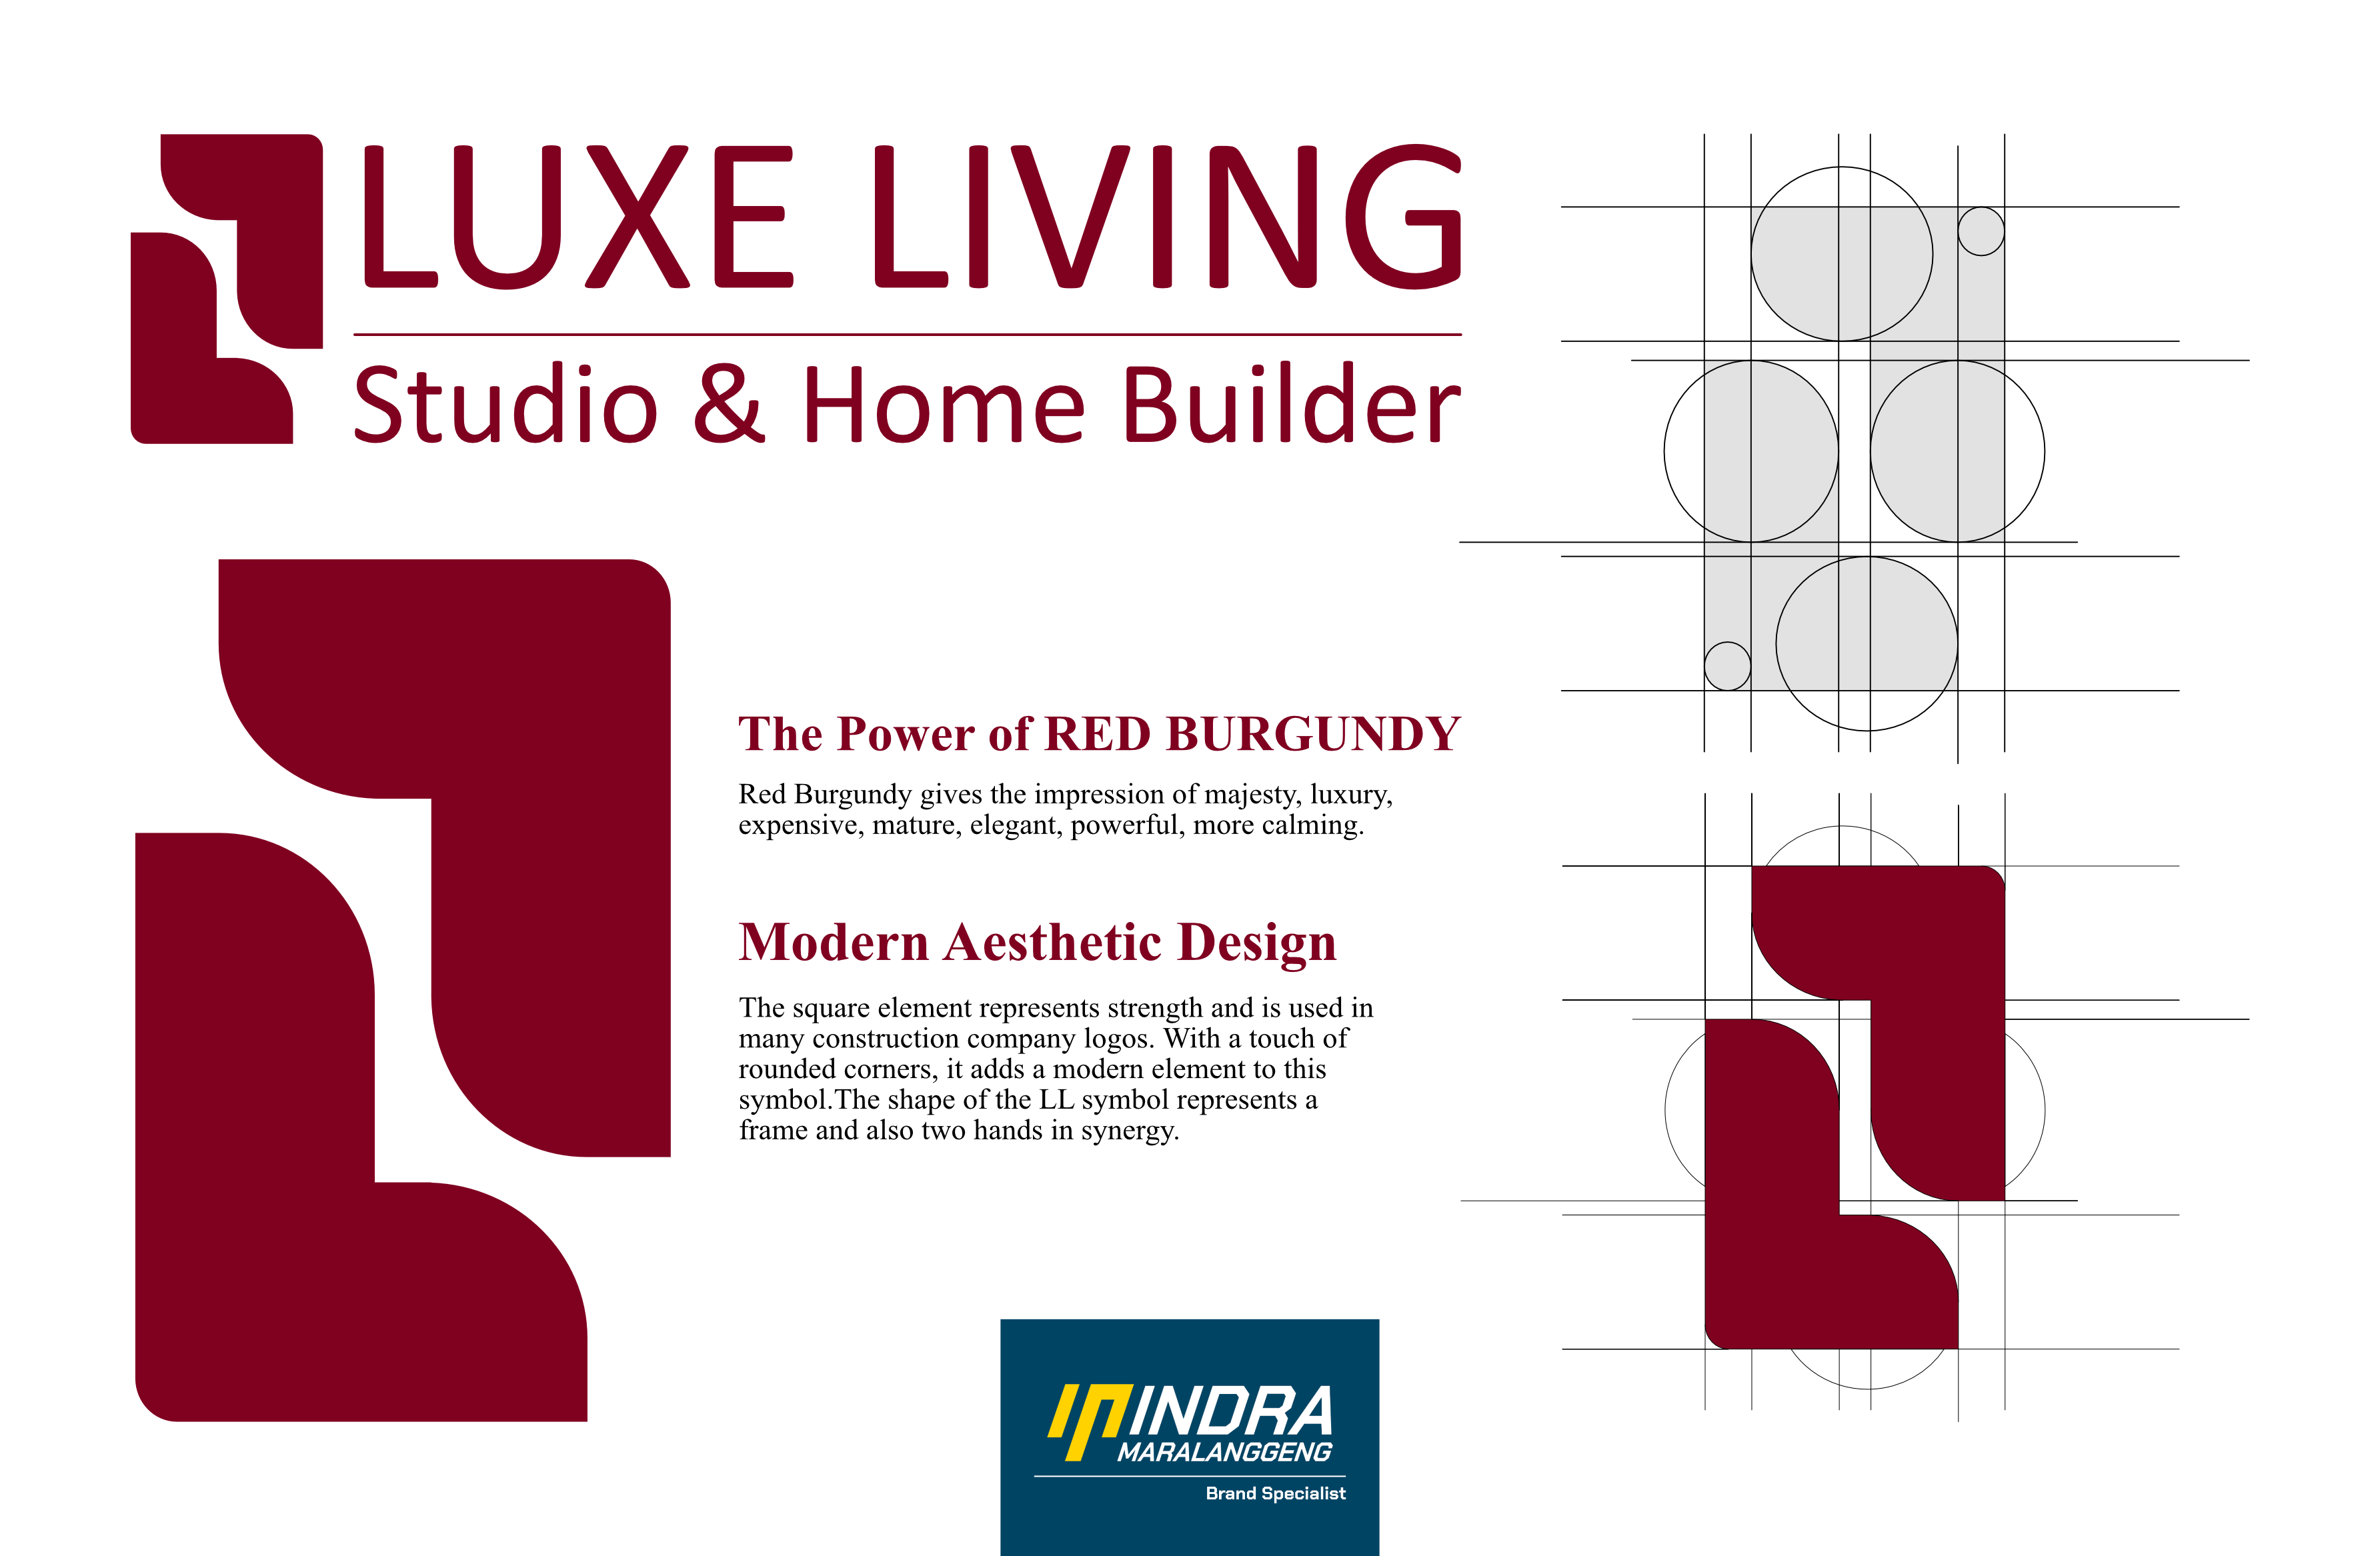 LUXE LIVING
Studio & Home Builder
The Power of RED BURGUNDY
Red Burgundy gives the impression of majesty, luxury,
expensive, mature, elegant, powerful, more calming.
Modern Aesthetic Design
The square element represents strength and is used in
many construction company logos. With a touch of
rounded corners, it adds a modern element to this
symbol.The shape of the LL symbol represents a
frame and also two hands in synergy.
INDRA
MARALANGGENG
Brand Specialist